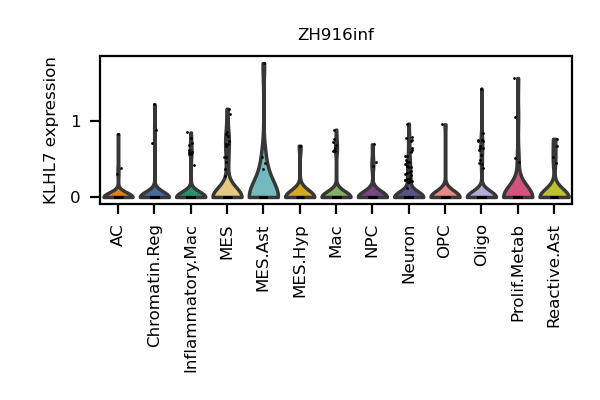 ZH916inf
KLHL7 expression
1
0
AC
Chromatin.Reg
Inflammatory.Mac
MES
MES.Ast
MES.Hyp
Mac
NPC
Neuron
OPC
Oligo
Prolif.Metab
Reactive.Ast